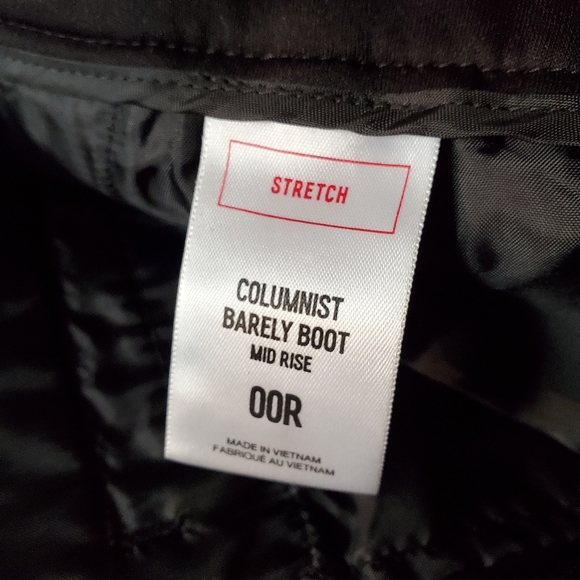 STRETCH
COLUMNIST
BARELY BOOT
MID RISE
00R
MADE IN VIETNAM
FABRIQUÉ AU VIETNAM